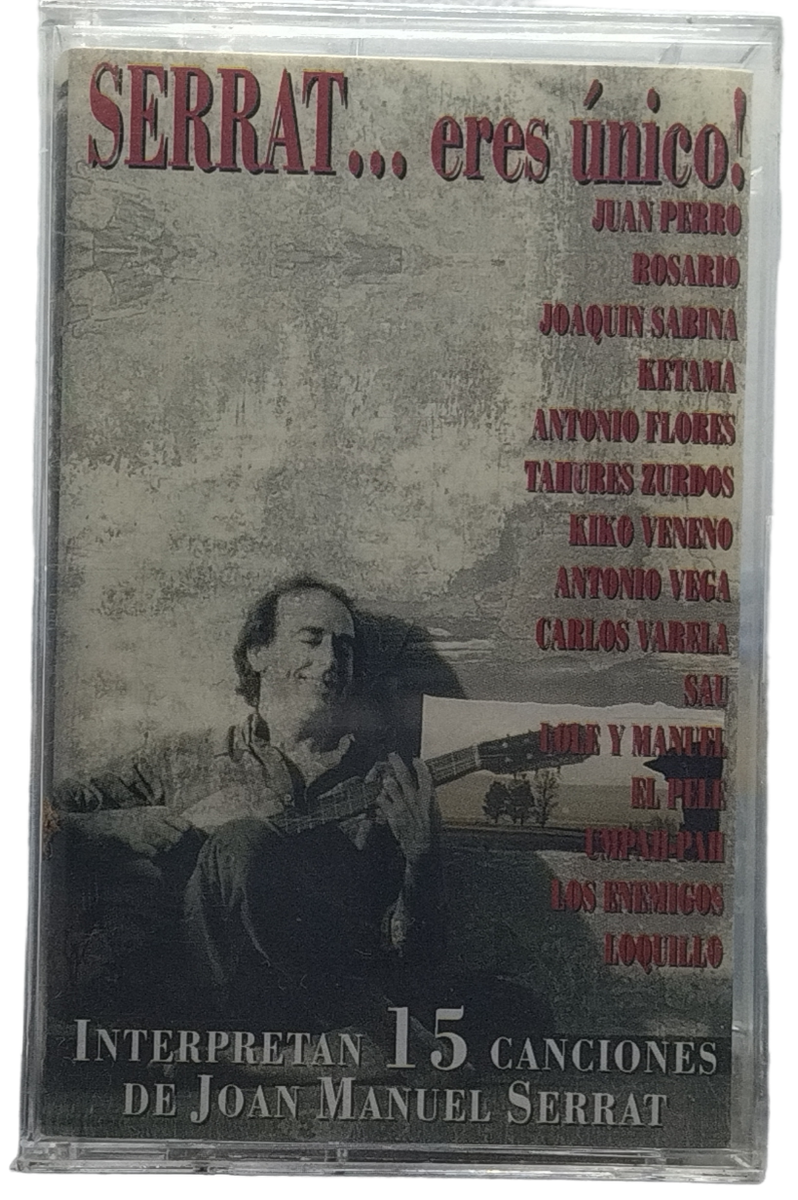 SERRAT... eres único!
JUAN PERRO
ROSARIO
JOAQUIN SABINA
KETAMA
ANTONIO FLORES
TAHURES ZURDOS
KIKO VENENO
ANTONIO VEGA
CARLOS VARELA
SAU
LOLE Y MANUEL
EL PELE
UMPAH-PAH
LOS ENEMIGOS
LOQUILLO
INTERPRETAN 15 CANCIONES
DE JOAN MANUEL SERRAT